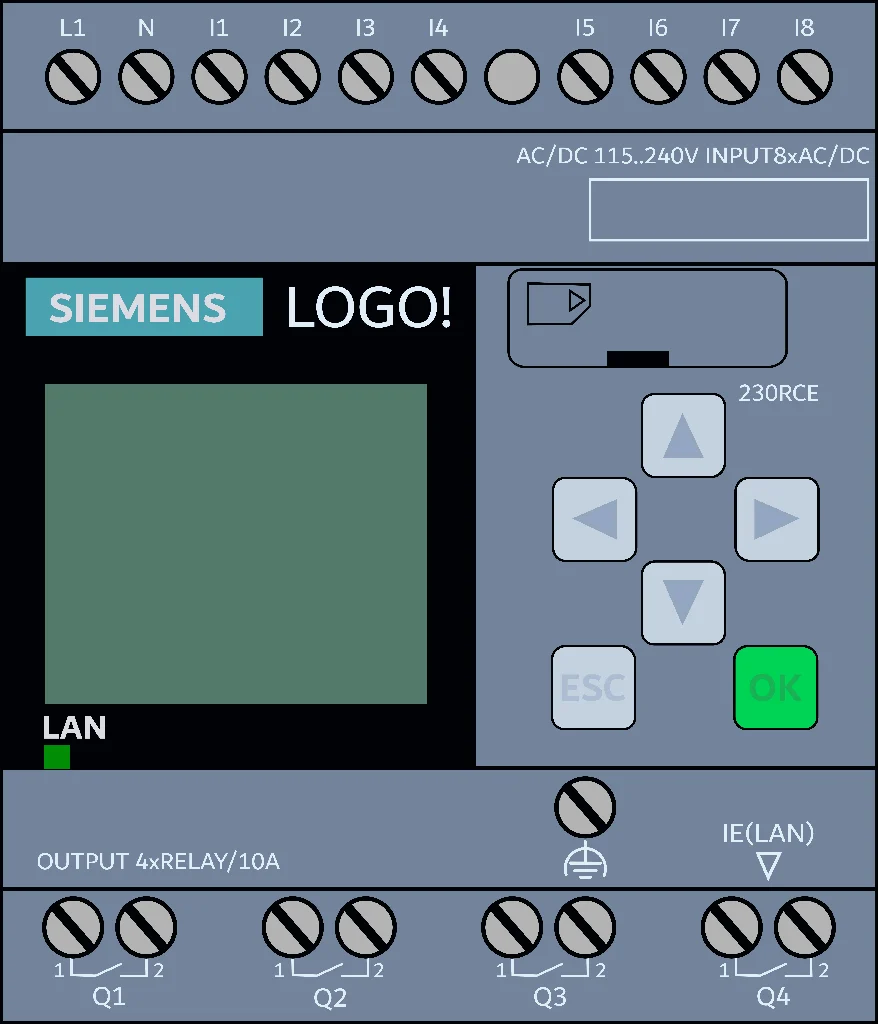 L1 N I1 I2 I3 I4 I5 I6 I7 I8
AC/DC 115..240V INPUT8xAC/DC
SIEMENS LOGO!
230RCE
ESC OK
LAN
IE(LAN)
OUTPUT 4xRELAY/10A
1 2 1 2 1 2 1 2
Q1 Q2 Q3 Q4